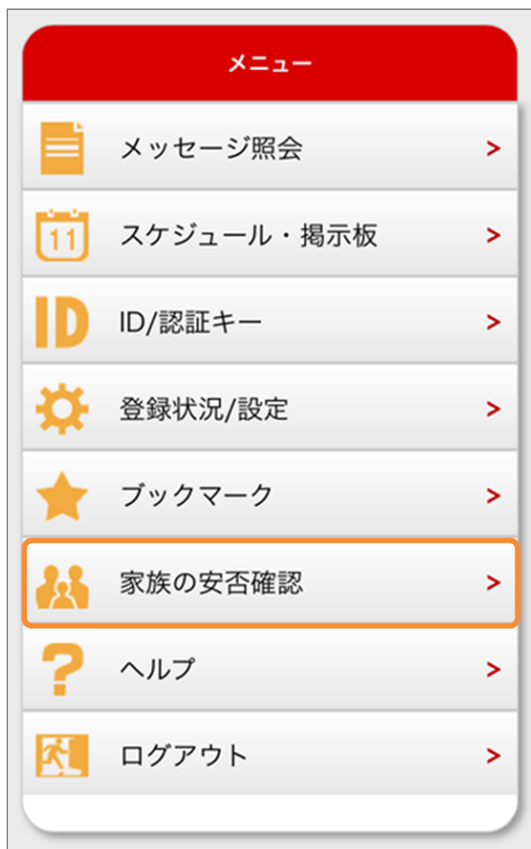 メニュー
メッセージ照会 >
11 スケジュール・掲示板 >
ID ID/認証キー >
登録状況/設定 >
ブックマーク >
家族の安否確認 >
? ヘルプ >
ログアウト >